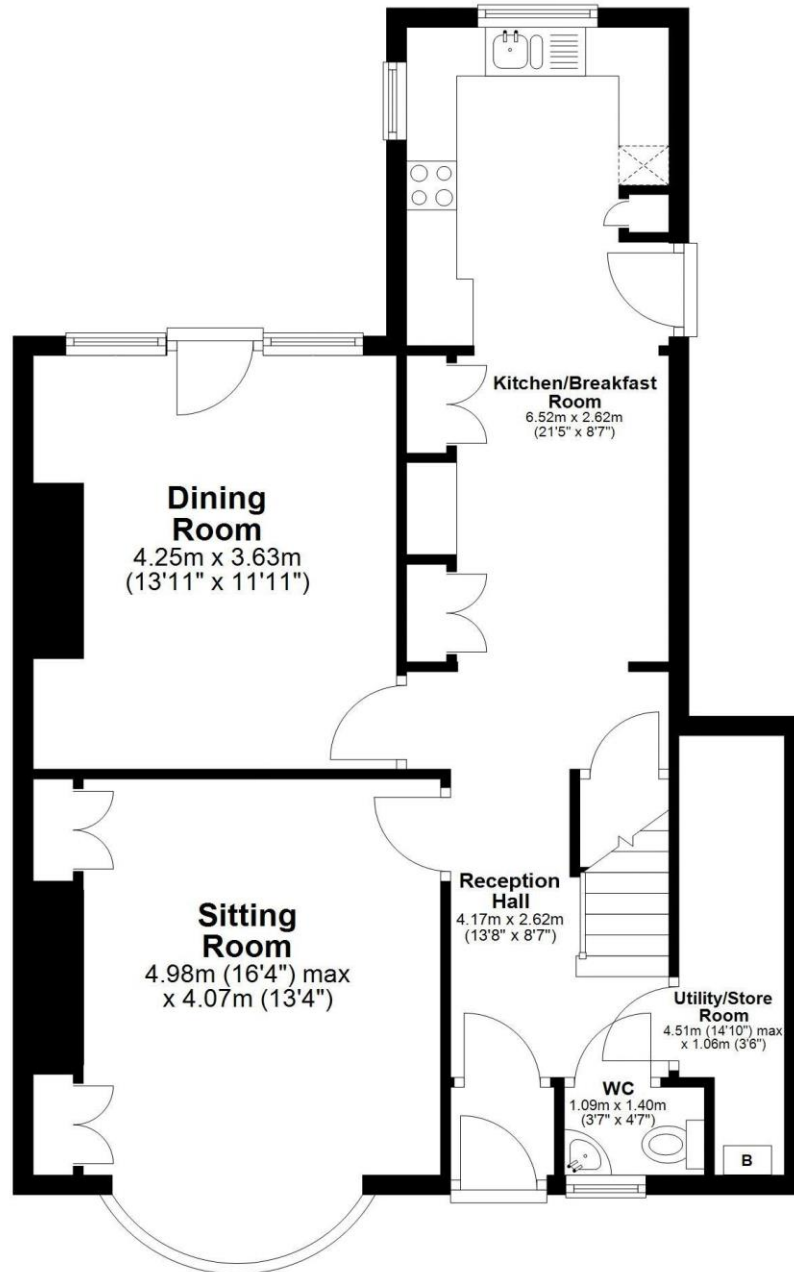 Kitchen/Breakfast
Room
6.52m x 2.62m
(21'5" x 8'7")
Dining
Room
4.25m x 3.63m
(13'11" x 11'11")
Sitting
Room
4.98m (16'4") max
x 4.07m (13'4")
Reception
Hall
4.17m x 2.62m
(13'8" x 8'7")
Utility/Store
Room
4.51m (14'10") max
x 1.06m (3'6")
WC
1.09m x 1.40m
(3'7" x 4'7")
B